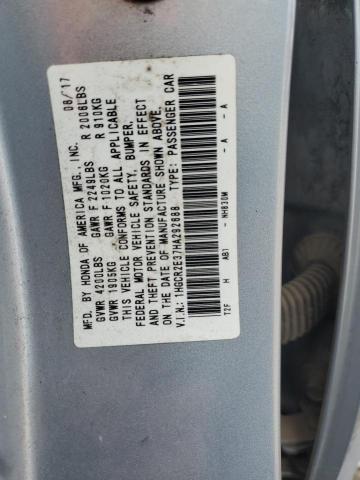 MFD. BY HONDA OF AMERICA MFG., INC. 08/17
GVWR 4200LBS GAWR F 2249LBS R 2006LBS
GVWR 1905KG GAWR F 1020KG R 910KG
THIS VEHICLE CONFORMS TO ALL APPLICABLE
FEDERAL MOTOR VEHICLE SAFETY, BUMPER,
AND THEFT PREVENTION STANDARDS IN EFFECT
ON THE DATE OF MANUFACTURE SHOWN ABOVE.
V.I.N.: 1HGCR2E37HA292688 TYPE: PASSENGER CAR
T2F H AB1 - NH830M - A - A